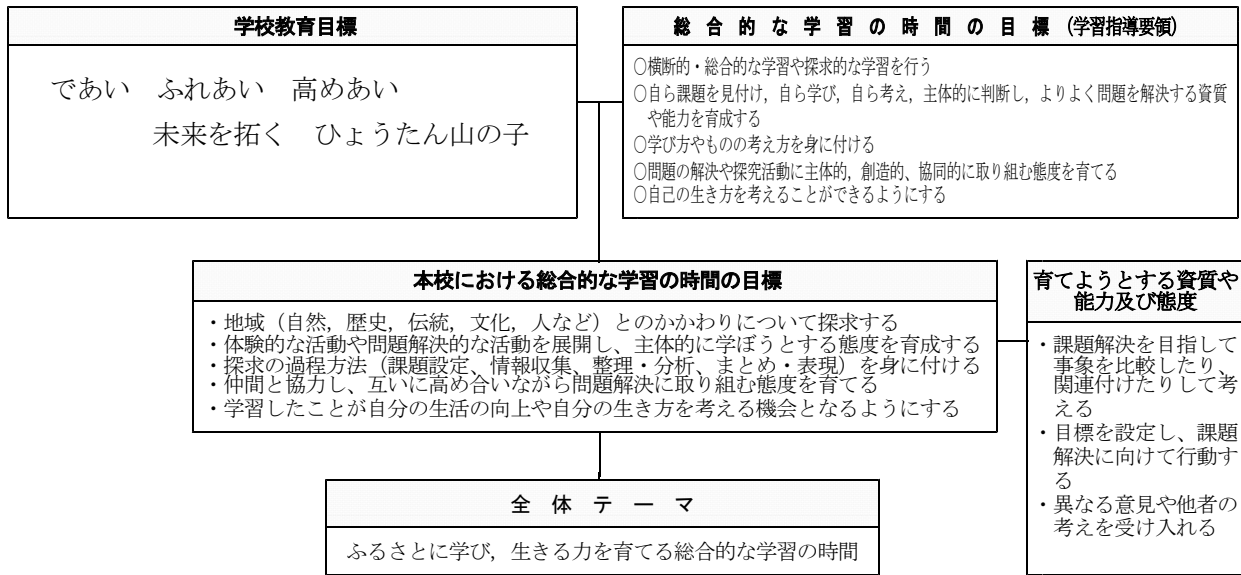 学校教育目標
であい　ふれあい　高めあい
未来を拓く　ひょうたん山の子
総合的な学習の時間の目標（学習指導要領）
○横断的・総合的な学習や探求的な学習を行う
○自ら課題を見付け，自ら学び，自ら考え，主体的に判断し，よりよく問題を解決する資質
や能力を育成する
○学び方やものの考え方を身に付ける
○問題の解決や探究活動に主体的，創造的、協同的に取り組む態度を育てる
○自己の生き方を考えることができるようにする
本校における総合的な学習の時間の目標
・地域（自然，歴史，伝統，文化，人など）とのかかわりについて探求する
・体験的な活動や問題解決的な活動を展開し、主体的に学ぼうとする態度を育成する
・探求の過程方法（課題設定、情報収集、整理・分析、まとめ・表現）を身に付ける
・仲間と協力し、互いに高め合いながら問題解決に取り組む態度を育てる
・学習したことが自分の生活の向上や自分の生き方を考える機会となるようにする
育てようとする資質や
能力及び態度
・課題解決を目指して
事象を比較したり、
関連付けたりして考
える
・目標を設定し、課題
解決に向けて行動す
る
・異なる意見や他者の
考えを受け入れる
全体テーマ
ふるさとに学び，生きる力を育てる総合的な学習の時間